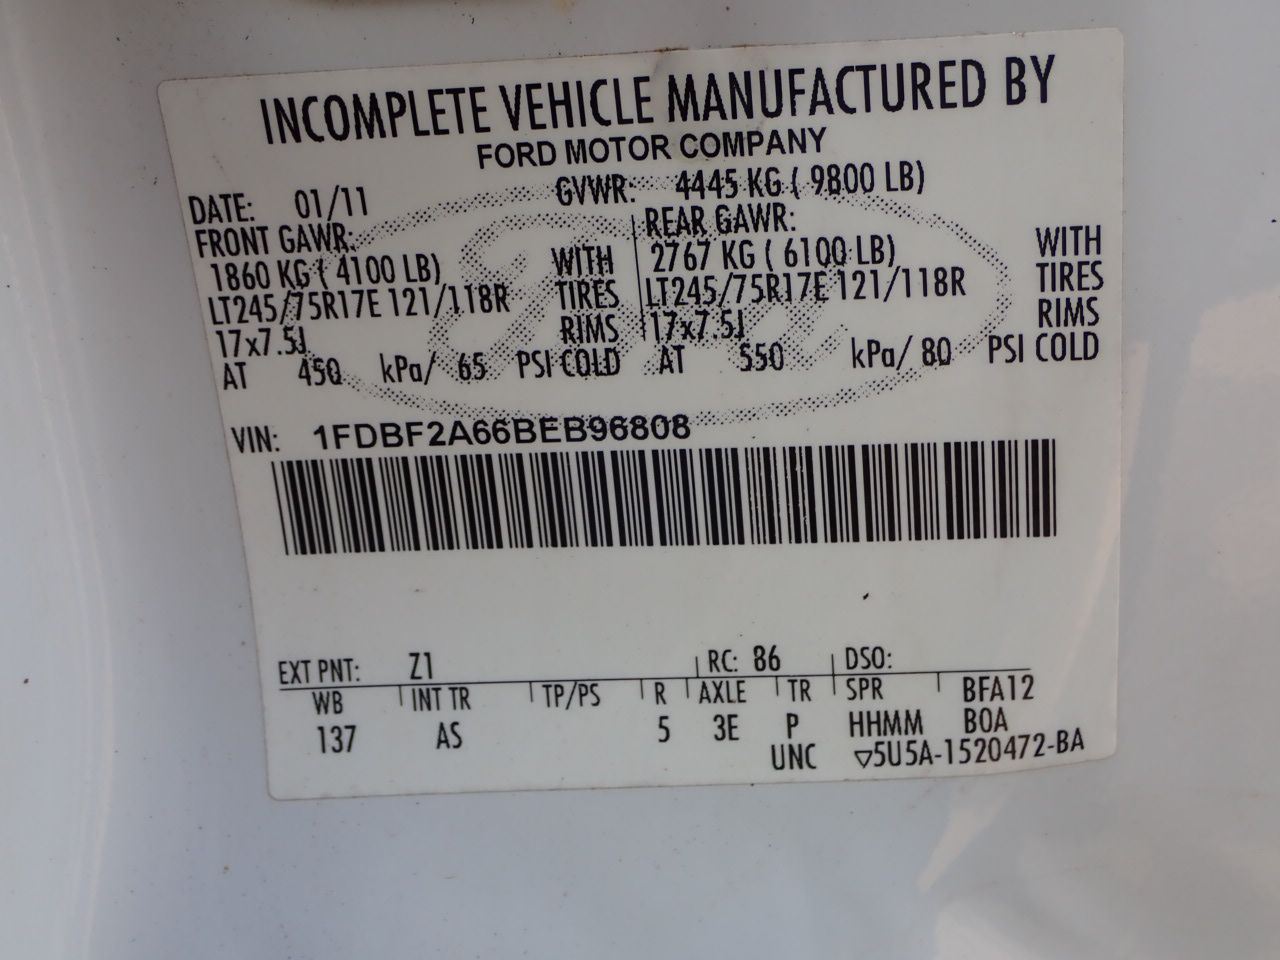 INCOMPLETE VEHICLE MANUFACTURED BY
FORD MOTOR COMPANY
DATE: 01/11 GVWR: 4445 KG ( 9800 LB)
FRONT GAWR: REAR GAWR:
1860 KG ( 4100 LB) WITH 2767 KG ( 6100 LB) WITH
LT245/75R17E 121/118R TIRES LT245/75R17E 121/118R TIRES
17x7.5J RIMS 17x7.5J RIMS
AT 450 kPa/ 65 PSI COLD AT 550 kPa/ 80 PSI COLD
VIN: 1FDBF2A66BEB96808
EXT PNT: Z1 RC: 86 DSO:
WB INT TR TP/PS R AXLE TR SPR BFA12
137 AS 5 3E P HHMM BOA
UNC ▽5U5A-1520472-BA